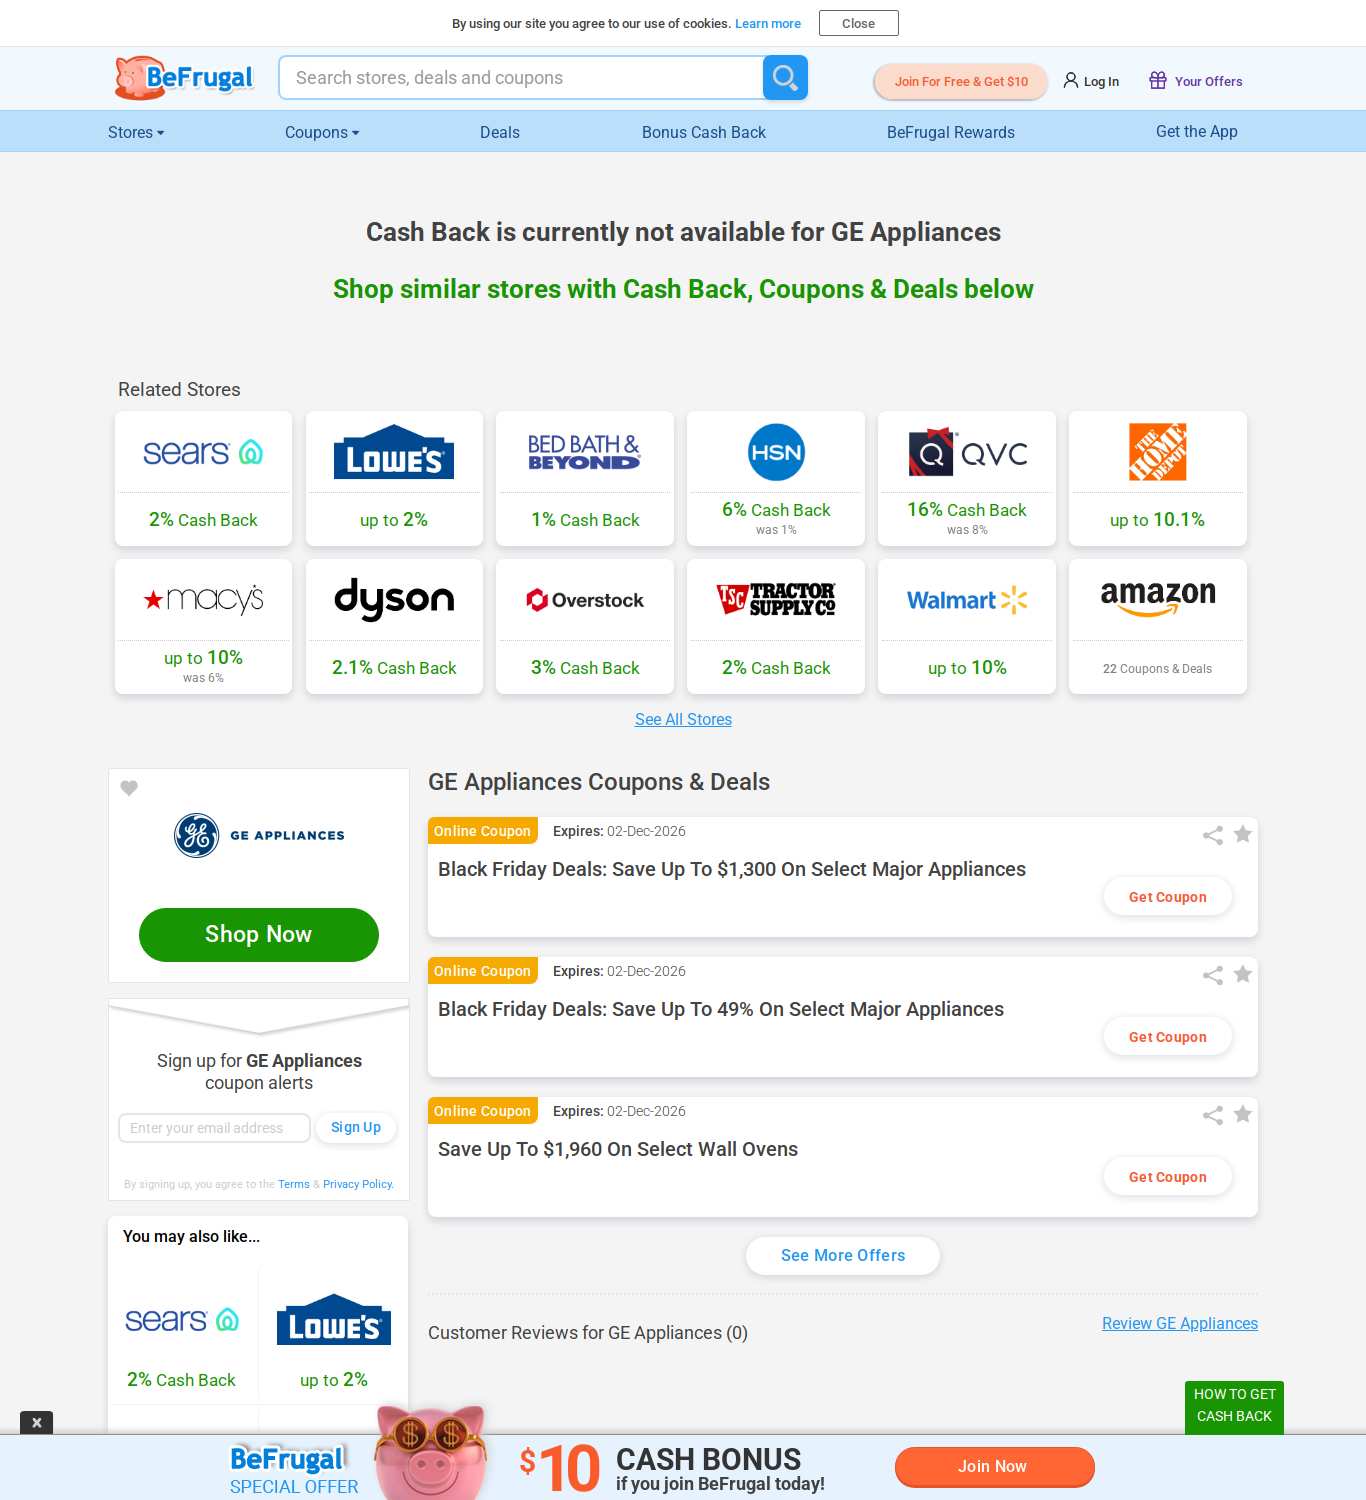 By using our site you agree to our use of cookies. Learn more Close
BeFrugal Search stores, deals and coupons Join For Free & Get $10 Log In Your Offers
Stores Coupons Deals Bonus Cash Back BeFrugal Rewards Get the App
Cash Back is currently not available for GE Appliances
Shop similar stores with Cash Back, Coupons & Deals below
Related Stores
sears LOWE'S BED BATH & BEYOND HSN QVC THE HOME DEPOT
2% Cash Back up to 2% 1% Cash Back 6% Cash Back 16% Cash Back up to 10.1%
was 1% was 8%
macy's dyson Overstock TSC TRACTOR SUPPLY CO Walmart amazon
up to 10% 2.1% Cash Back 3% Cash Back 2% Cash Back up to 10% 22 Coupons & Deals
was 6%
See All Stores
GE APPLIANCES
Shop Now
Sign up for GE Appliances
coupon alerts
Enter your email address Sign Up
By signing up, you agree to the Terms & Privacy Policy.
You may also like...
sears LOWE'S
2% Cash Back up to 2%
GE Appliances Coupons & Deals
Online Coupon Expires: 02-Dec-2026
Black Friday Deals: Save Up To $1,300 On Select Major Appliances
Get Coupon
Online Coupon Expires: 02-Dec-2026
Black Friday Deals: Save Up To 49% On Select Major Appliances
Get Coupon
Online Coupon Expires: 02-Dec-2026
Save Up To $1,960 On Select Wall Ovens
Get Coupon
See More Offers
Customer Reviews for GE Appliances (0) Review GE Appliances
HOW TO GET
CASH BACK
x
BeFrugal
SPECIAL OFFER
$10 CASH BONUS
if you join BeFrugal today!
Join Now